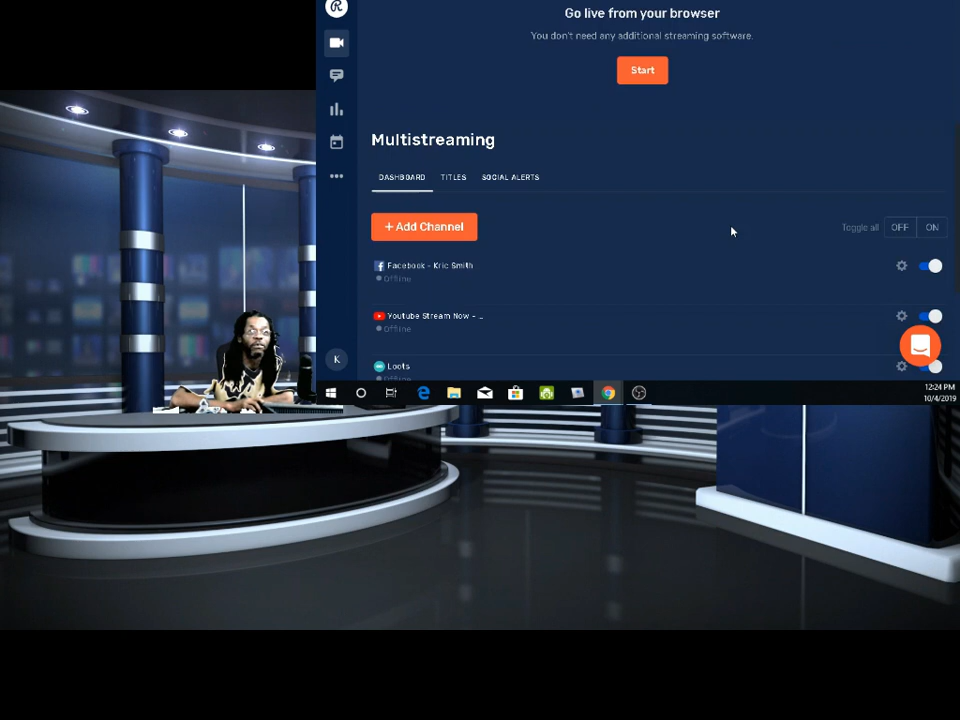 Go live from your browser
You don't need any additional streaming software.
Start
Multistreaming
DASHBOARD TITLES SOCIAL ALERTS
+ Add Channel
Toggle all OFF ON
Facebook - Kric Smith
Offline
Youtube Stream Now - ...
Offline
Loots
Offline
K
12:24 PM
10/4/2019